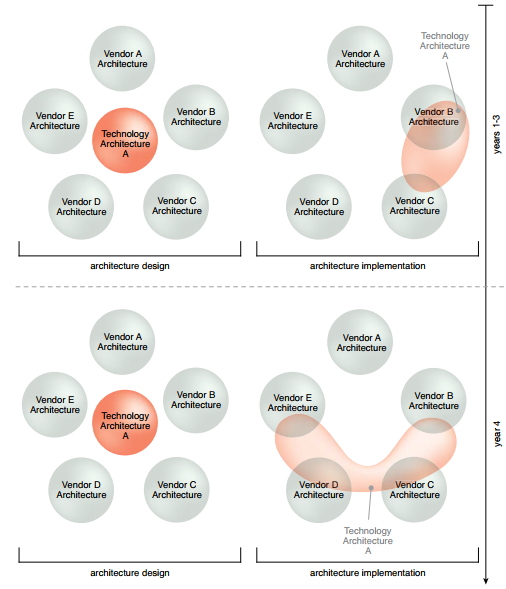 Vendor A
Architecture
Vendor E
Architecture
Vendor B
Architecture
Technology
Architecture
A
Vendor D
Architecture
Vendor C
Architecture
architecture design
Technology
Architecture
A
Vendor A
Architecture
Vendor E
Architecture
Vendor B
Architecture
Vendor D
Architecture
Vendor C
Architecture
architecture implementation
years 1-3
Vendor A
Architecture
Vendor E
Architecture
Vendor B
Architecture
Technology
Architecture
A
Vendor D
Architecture
Vendor C
Architecture
architecture design
Vendor A
Architecture
Vendor E
Architecture
Vendor B
Architecture
Vendor D
Architecture
Vendor C
Architecture
Technology
Architecture
A
architecture implementation
year 4